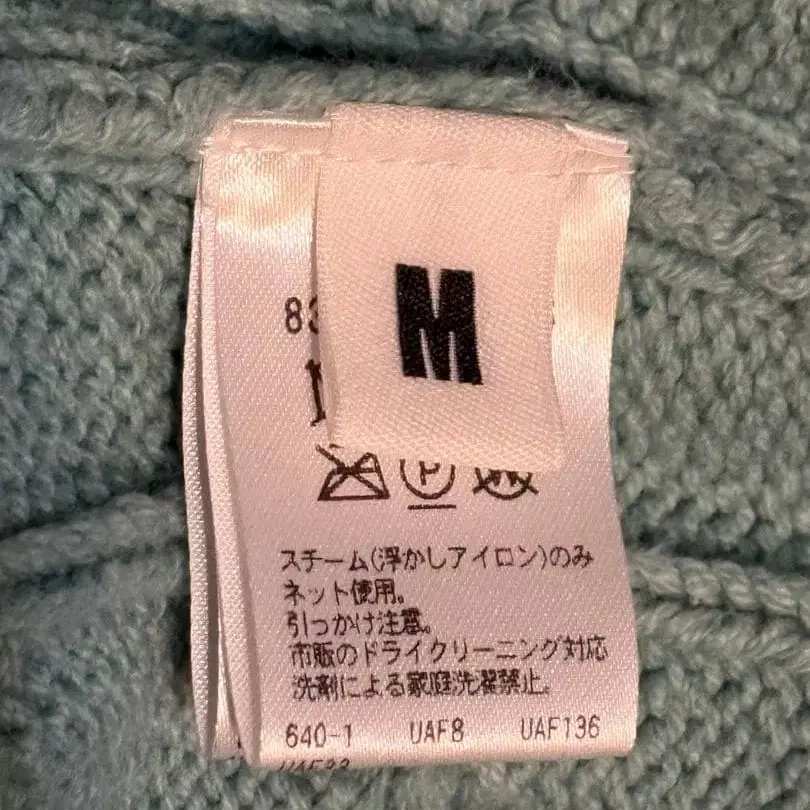 M
83
P
スチーム(浮かしアイロン)のみ
ネット使用。
引っかけ注意。
市販のドライクリーニング対応
洗剤による家庭洗濯禁止。
640-1 UAF8 UAF136